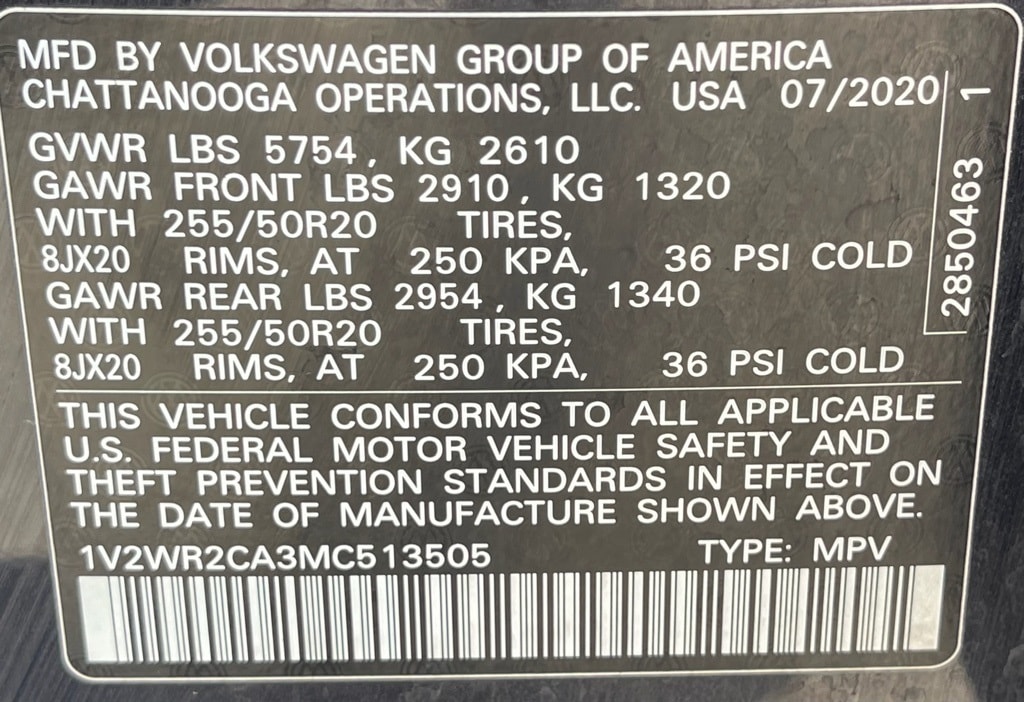 MFD BY VOLKSWAGEN GROUP OF AMERICA
CHATTANOOGA OPERATIONS, LLC. USA 07/2020
GVWR LBS 5754, KG 2610
GAWR FRONT LBS 2910, KG 1320
WITH 255/50R20 TIRES,
8JX20 RIMS, AT 250 KPA, 36 PSI COLD
GAWR REAR LBS 2954, KG 1340
WITH 255/50R20 TIRES,
8JX20 RIMS, AT 250 KPA, 36 PSI COLD
2850463 1
THIS VEHICLE CONFORMS TO ALL APPLICABLE
U.S. FEDERAL MOTOR VEHICLE SAFETY AND
THEFT PREVENTION STANDARDS IN EFFECT ON
THE DATE OF MANUFACTURE SHOWN ABOVE.
1V2WR2CA3MC513505 TYPE: MPV